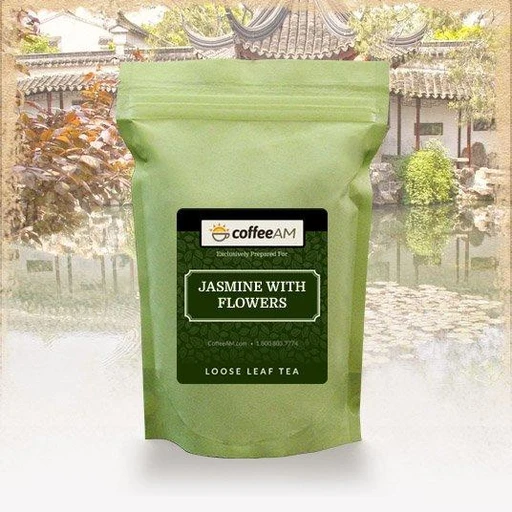 coffeeAM
Exclusively Prepared For
JASMINE WITH
FLOWERS
CoffeeAM.com • 1.800.803.7774
LOOSE LEAF TEA